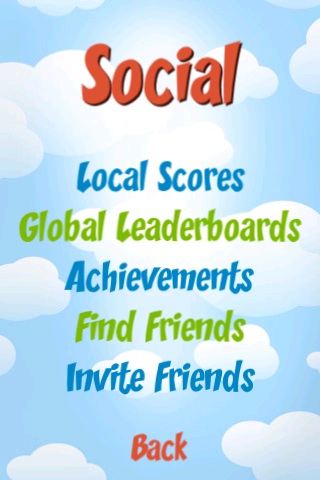 Social
Local Scores
Global Leaderboards
Achievements
Find Friends
Invite Friends
Back